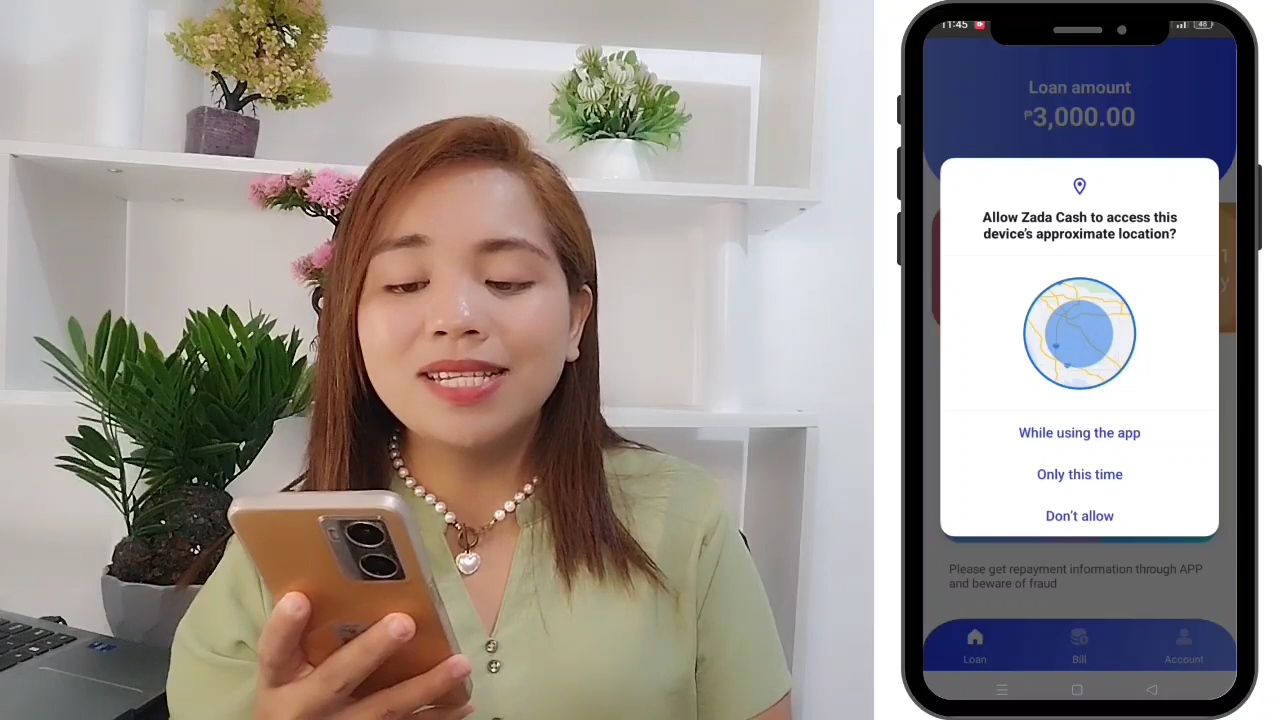 11:45
Loan amount
₱3,000.00
Allow Zada Cash to access this
device's approximate location?
While using the app
Only this time
Don't allow
Please get repayment information through APP
and beware of fraud
Loan
Bill
Account